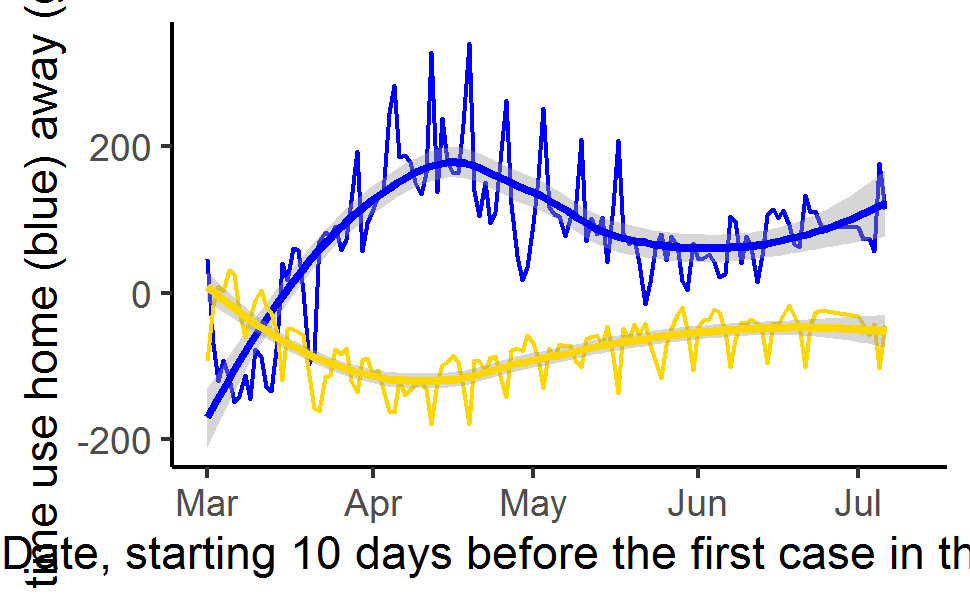 time use home (blue) away (
200
0
-200
Mar Apr May Jun Jul
Date, starting 10 days before the first case in th